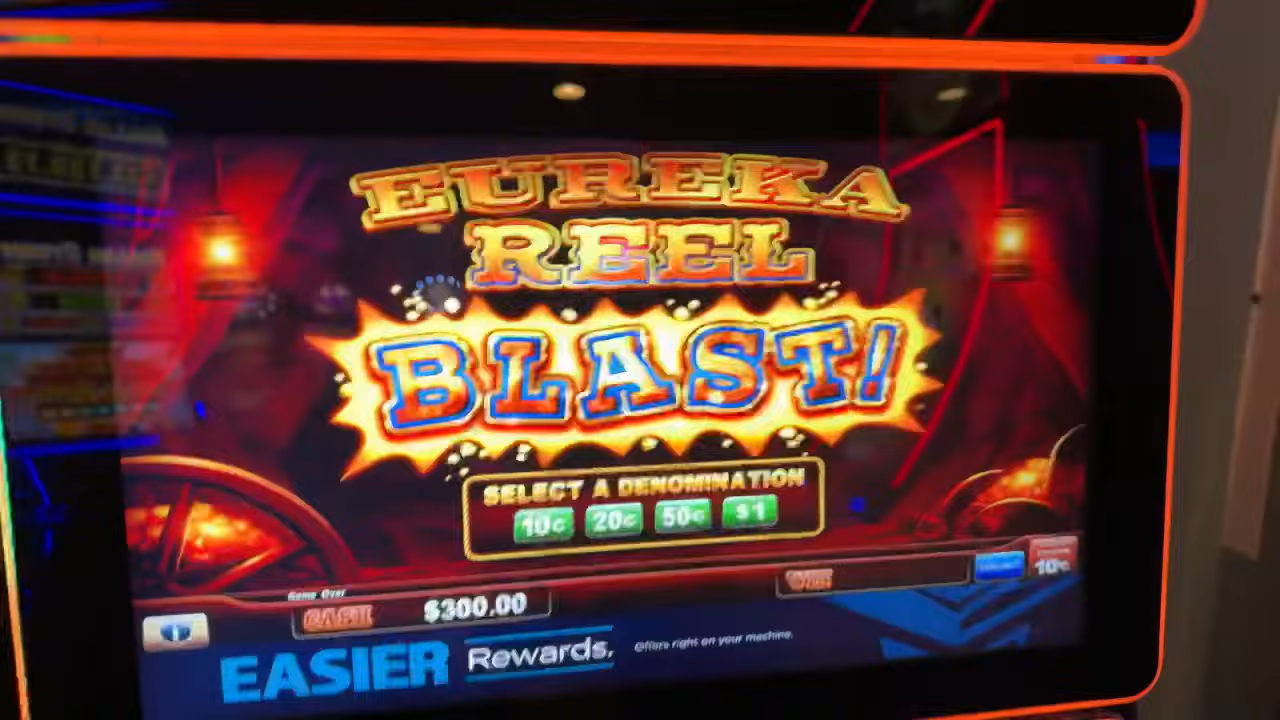 EUREKA
REEL
BLAST!
SELECT A DENOMINATION
10¢ 20¢ 50¢ $1
Game Over
CASH $300.00
WIN
10¢
EASIER Rewards. Offers right on your machine.